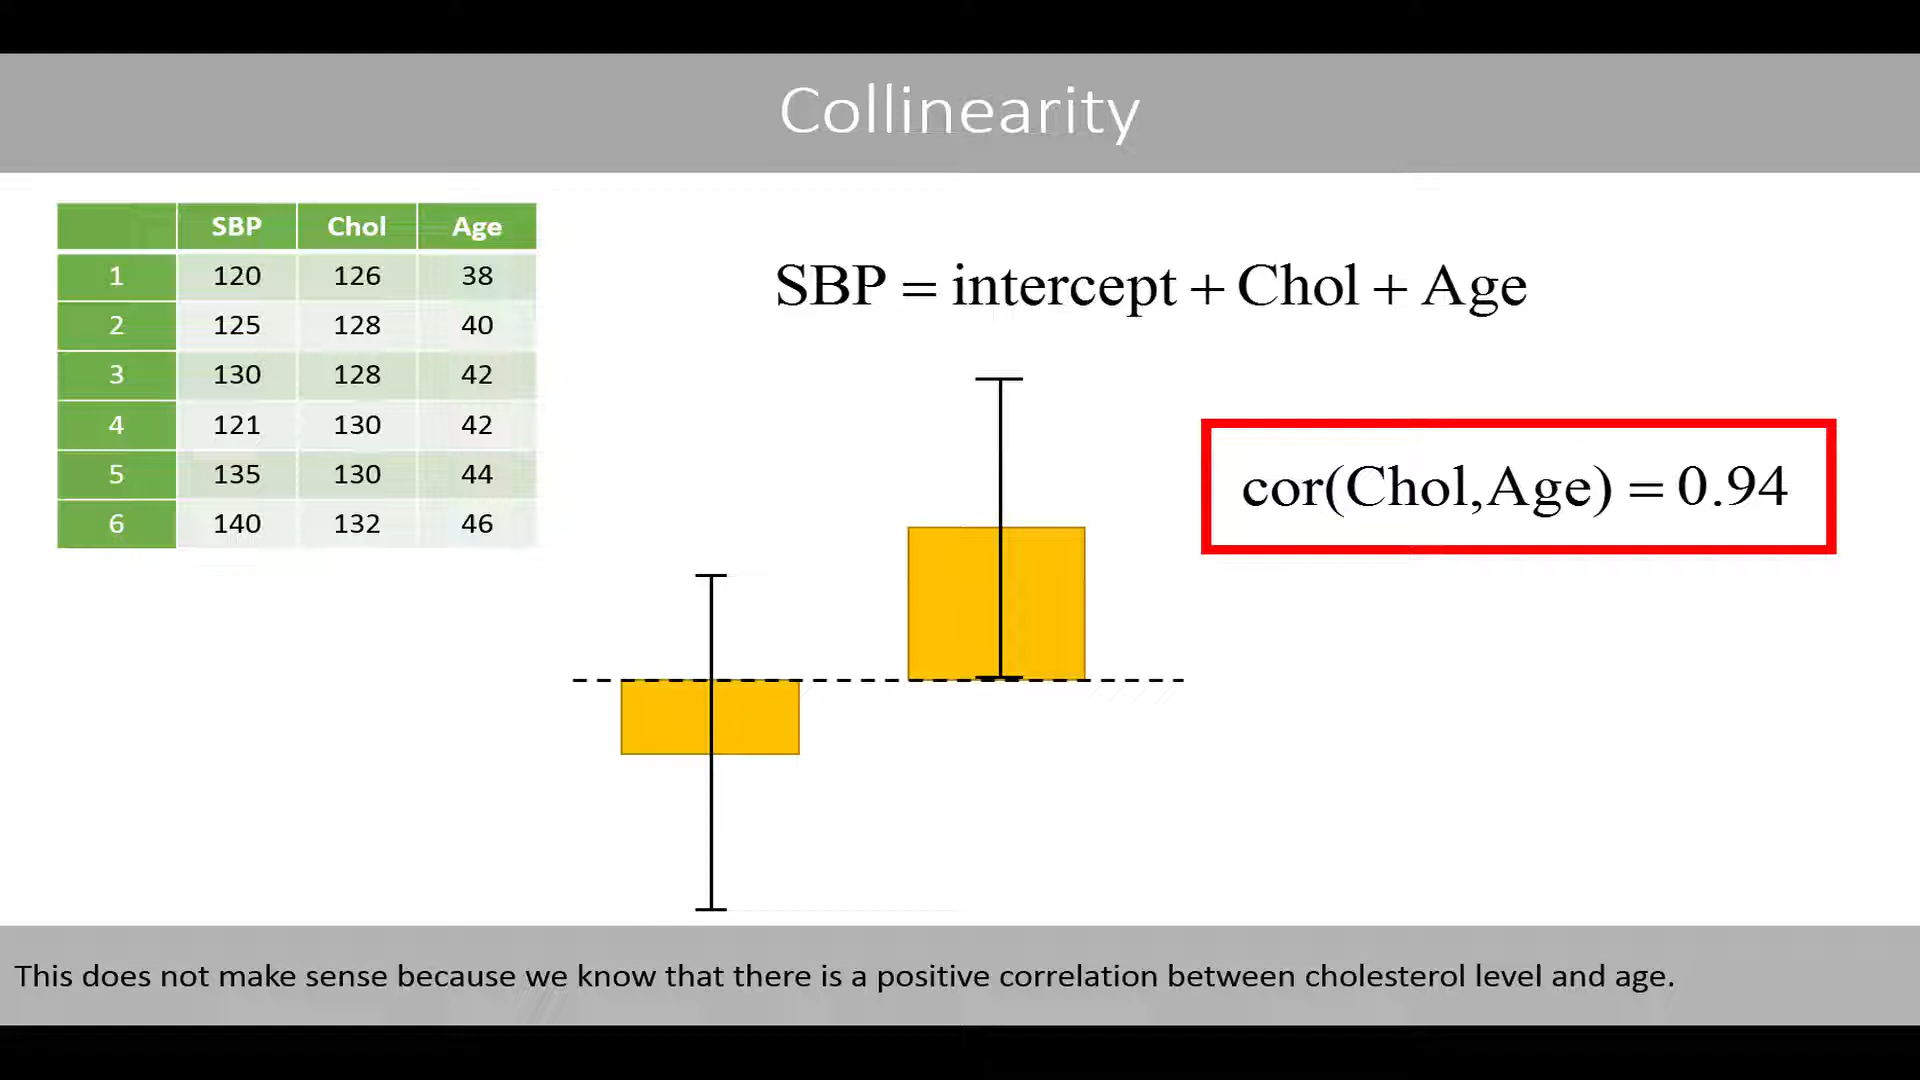 Collinearity
SBP Chol Age
1 120 126 38
2 125 128 40
3 130 128 42
4 121 130 42
5 135 130 44
6 140 132 46
SBP = intercept + Chol + Age
cor(Chol,Age) = 0.94
This does not make sense because we know that there is a positive correlation between cholesterol level and age.